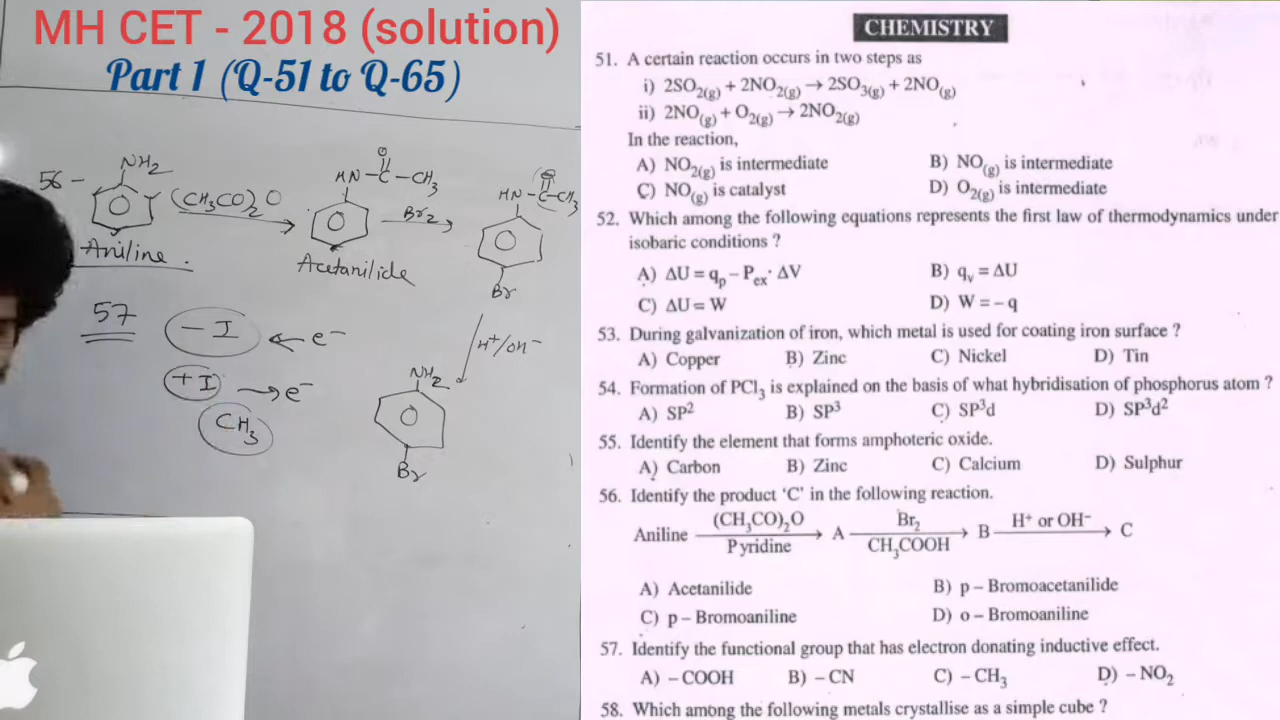 MH CET - 2018 (solution)
Part 1 (Q-51 to Q-65)
56 -
NH2
(CH3CO)2O
Aniline
O
HN - C - CH3
Acetanilide
Br2
O
HN - C - CH3
Br
H+/OH-
NH2
Br
57
- I ← e-
+ I → e-
CH3
CHEMISTRY
51. A certain reaction occurs in two steps as
i) 2SO2(g) + 2NO2(g) → 2SO3(g) + 2NO(g)
ii) 2NO(g) + O2(g) → 2NO2(g)
In the reaction,
A) NO2(g) is intermediate B) NO(g) is intermediate
C) NO(g) is catalyst D) O2(g) is intermediate
52. Which among the following equations represents the first law of thermodynamics under
isobaric conditions ?
A) ΔU = qp – Pex· ΔV B) qv = ΔU
C) ΔU = W D) W = – q
53. During galvanization of iron, which metal is used for coating iron surface ?
A) Copper B) Zinc C) Nickel D) Tin
54. Formation of PCl3 is explained on the basis of what hybridisation of phosphorus atom ?
A) SP² B) SP³ C) SP³d D) SP³d²
55. Identify the element that forms amphoteric oxide.
A) Carbon B) Zinc C) Calcium D) Sulphur
56. Identify the product ‘C’ in the following reaction.
Aniline (CH3CO)2O Pyridine → A Br2 CH3COOH → B H+ or OH– → C
A) Acetanilide B) p – Bromoacetanilide
C) p – Bromoaniline D) o – Bromoaniline
57. Identify the functional group that has electron donating inductive effect.
A) – COOH B) – CN C) – CH3 D) – NO2
58. Which among the following metals crystallise as a simple cube ?